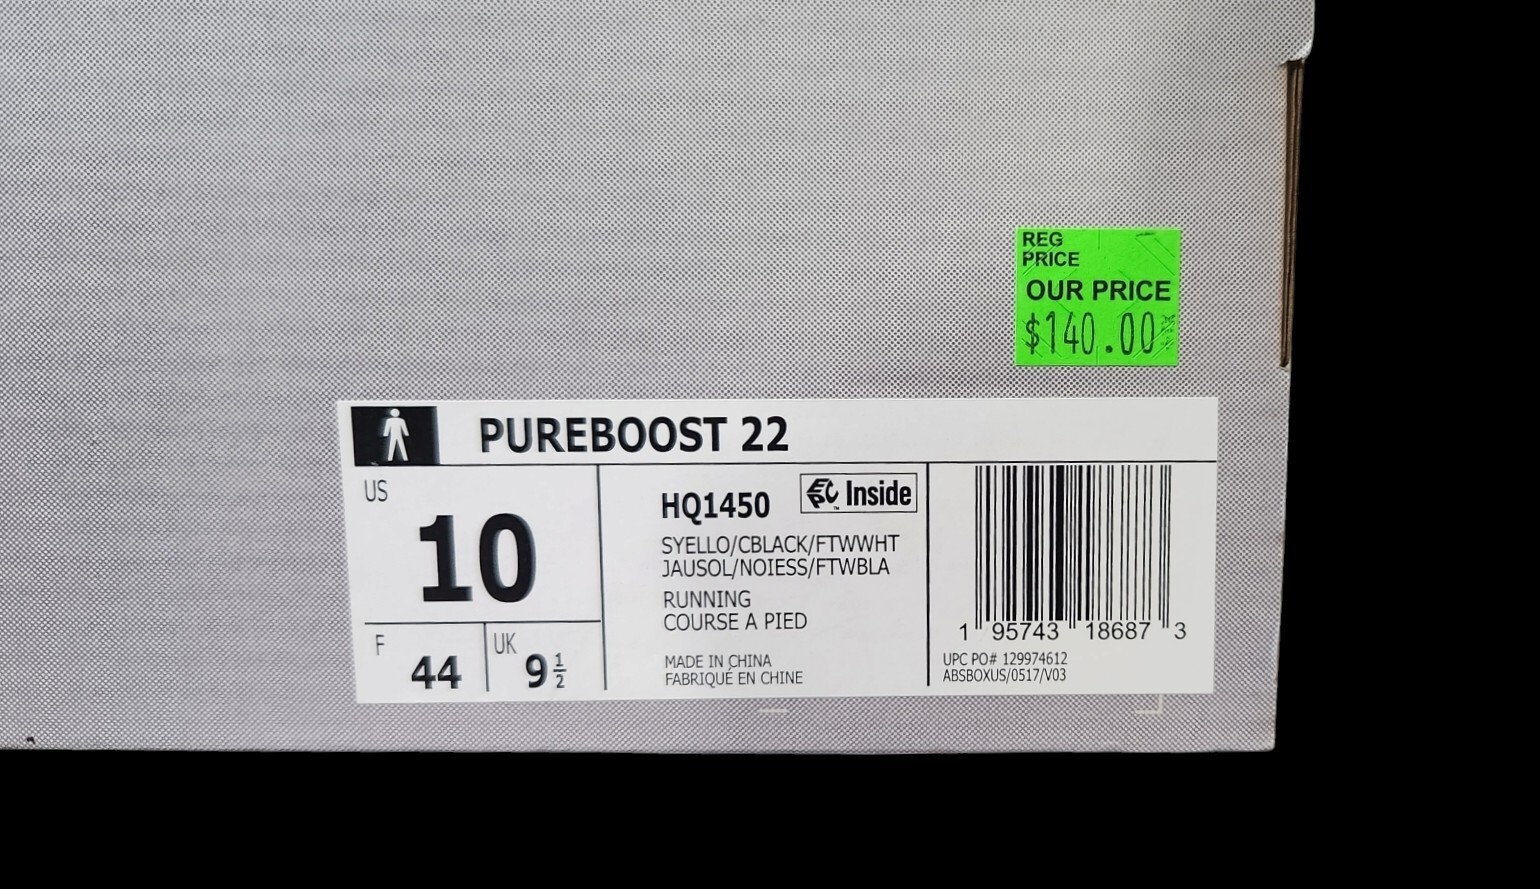 REG
PRICE
OUR PRICE
$140.00
PUREBOOST 22
US
10
F
44
UK
9 1/2
HQ1450
EPC Inside
™
SYELLO/CBLACK/FTWWHT
JAUSOL/NOIESS/FTWBLA
RUNNING
COURSE A PIED
MADE IN CHINA
FABRIQUÉ EN CHINE
1 95743 18687 3
UPC PO# 129974612
ABSBOXUS/0517/V03